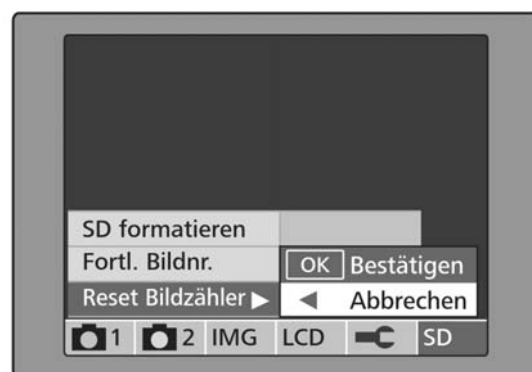 SD formatieren
Fortl. Bildnr.
OK Bestätigen
Reset Bildzähler
Abbrechen
1 2 IMG LCD SD